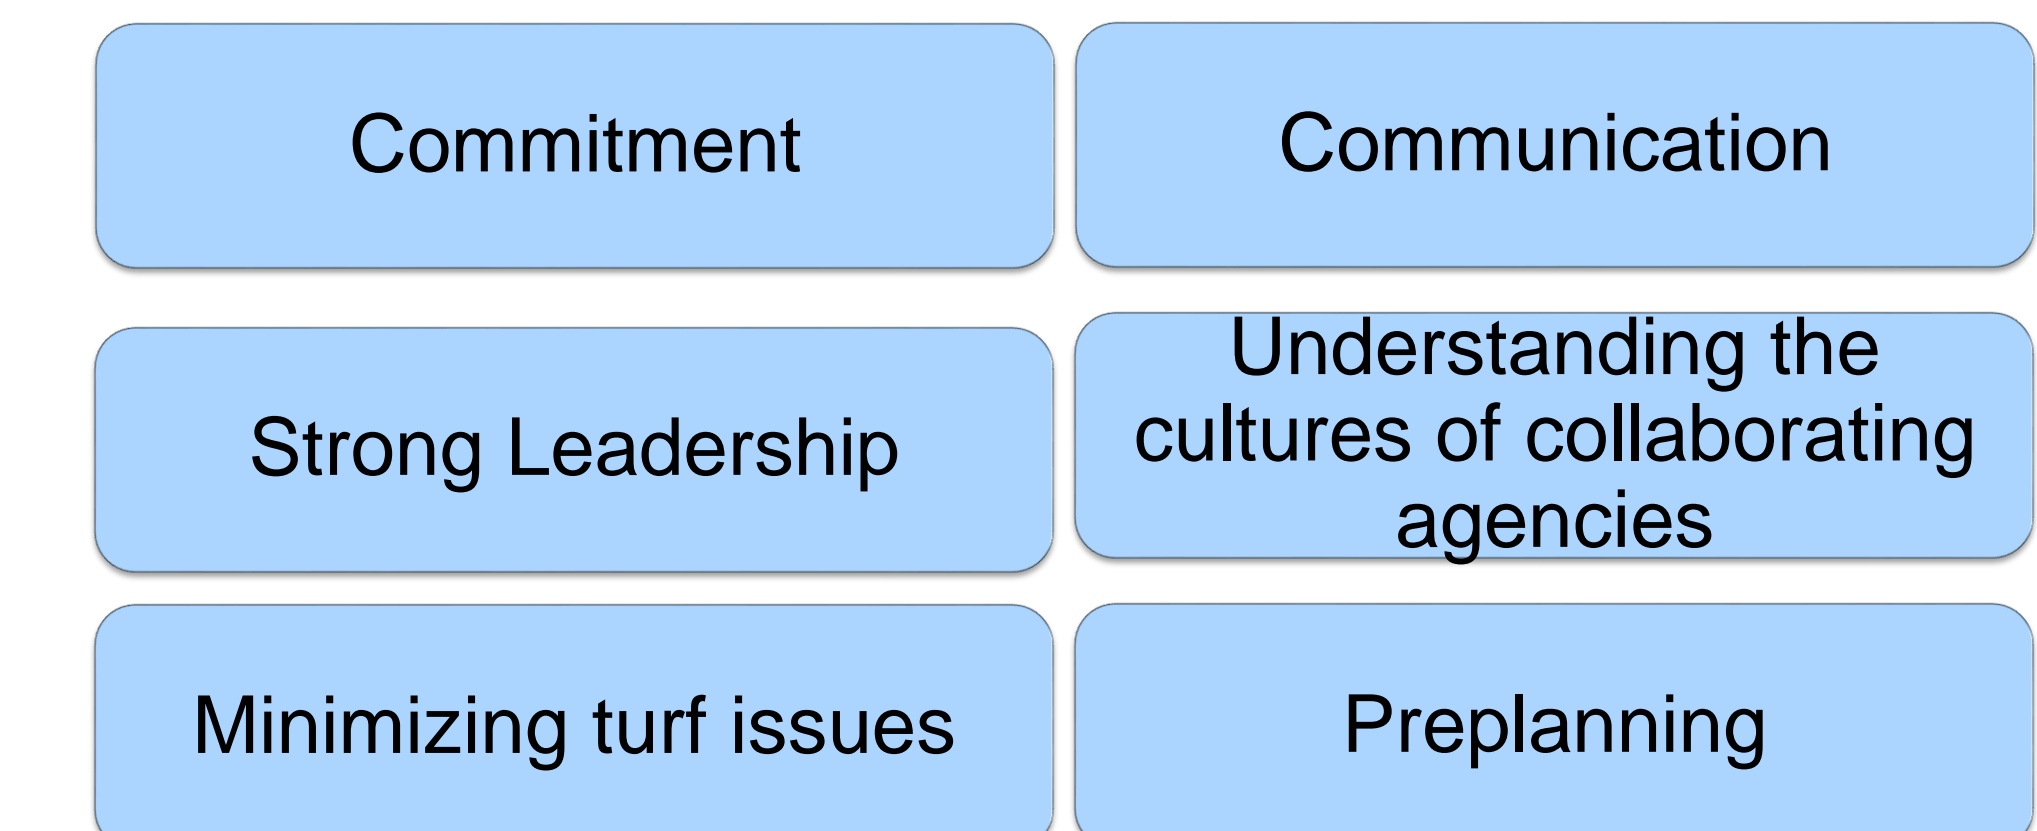 Commitment
Communication
Strong Leadership
Understanding the
cultures of collaborating
agencies
Minimizing turf issues
Preplanning